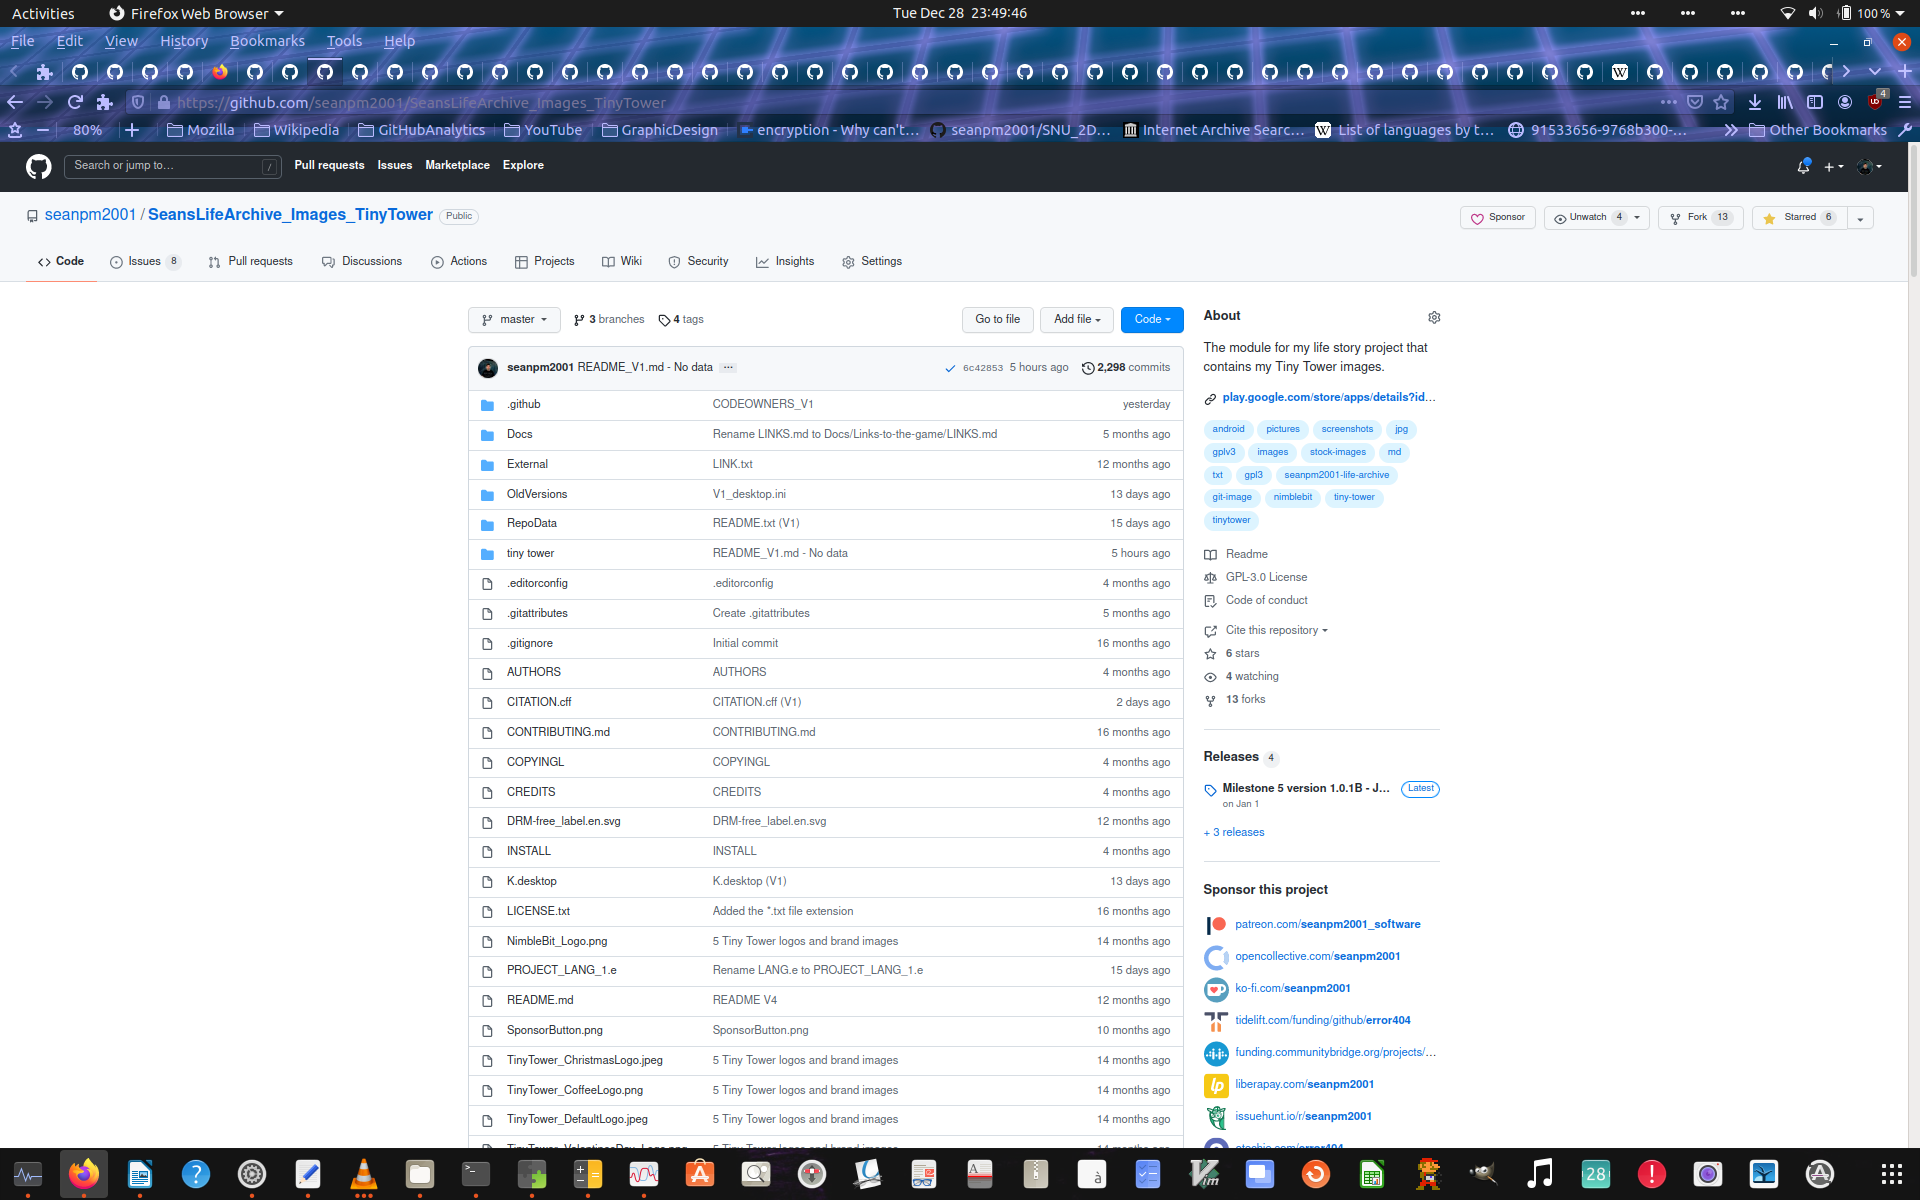 Activities Firefox Web Browser Tue Dec 28 23:49:46 100 %
File Edit View History Bookmarks Tools Help
https://github.com/seanpm2001/SeansLifeArchive_Images_TinyTower 4
80% Mozilla Wikipedia GitHubAnalytics YouTube GraphicDesign encryption - Why can't... seanpm2001/SNU_2D... Internet Archive Searc... List of languages by t... 91533656-9768b300-... Other Bookmarks
Search or jump to... / Pull requests Issues Marketplace Explore
seanpm2001 / SeansLifeArchive_Images_TinyTower Public Sponsor Unwatch 4 Fork 13 Starred 6
Code Issues 8 Pull requests Discussions Actions Projects Wiki Security Insights Settings
master 3 branches 4 tags Go to file Add file Code
seanpm2001 README_V1.md - No data ... 6c42853 5 hours ago 2,298 commits
.github CODEOWNERS_V1 yesterday
Docs Rename LINKS.md to Docs/Links-to-the-game/LINKS.md 5 months ago
External LINK.txt 12 months ago
OldVersions V1_desktop.ini 13 days ago
RepoData README.txt (V1) 15 days ago
tiny tower README_V1.md - No data 5 hours ago
.editorconfig .editorconfig 4 months ago
.gitattributes Create .gitattributes 5 months ago
.gitignore Initial commit 16 months ago
AUTHORS AUTHORS 4 months ago
CITATION.cff CITATION.cff (V1) 2 days ago
CONTRIBUTING.md CONTRIBUTING.md 16 months ago
COPYINGL COPYINGL 4 months ago
CREDITS CREDITS 4 months ago
DRM-free_label.en.svg DRM-free_label.en.svg 12 months ago
INSTALL INSTALL 4 months ago
K.desktop K.desktop (V1) 13 days ago
LICENSE.txt Added the *.txt file extension 16 months ago
NimbleBit_Logo.png 5 Tiny Tower logos and brand images 14 months ago
PROJECT_LANG_1.e Rename LANG.e to PROJECT_LANG_1.e 15 days ago
README.md README V4 12 months ago
SponsorButton.png SponsorButton.png 10 months ago
TinyTower_ChristmasLogo.jpeg 5 Tiny Tower logos and brand images 14 months ago
TinyTower_CoffeeLogo.png 5 Tiny Tower logos and brand images 14 months ago
TinyTower_DefaultLogo.jpeg 5 Tiny Tower logos and brand images 14 months ago
About
The module for my life story project that
contains my Tiny Tower images.
play.google.com/store/apps/details?id...
android pictures screenshots jpg
gplv3 images stock-images md
txt gpl3 seanpm2001-life-archive
git-image nimblebit tiny-tower
tinytower
Readme
GPL-3.0 License
Code of conduct
Cite this repository
6 stars
4 watching
13 forks
Releases 4
Milestone 5 version 1.0.1B - J... Latest
on Jan 1
+ 3 releases
Sponsor this project
patreon.com/seanpm2001_software
opencollective.com/seanpm2001
ko-fi.com/seanpm2001
tidelift.com/funding/github/error404
funding.communitybridge.org/projects/...
liberapay.com/seanpm2001
issuehunt.io/r/seanpm2001
28